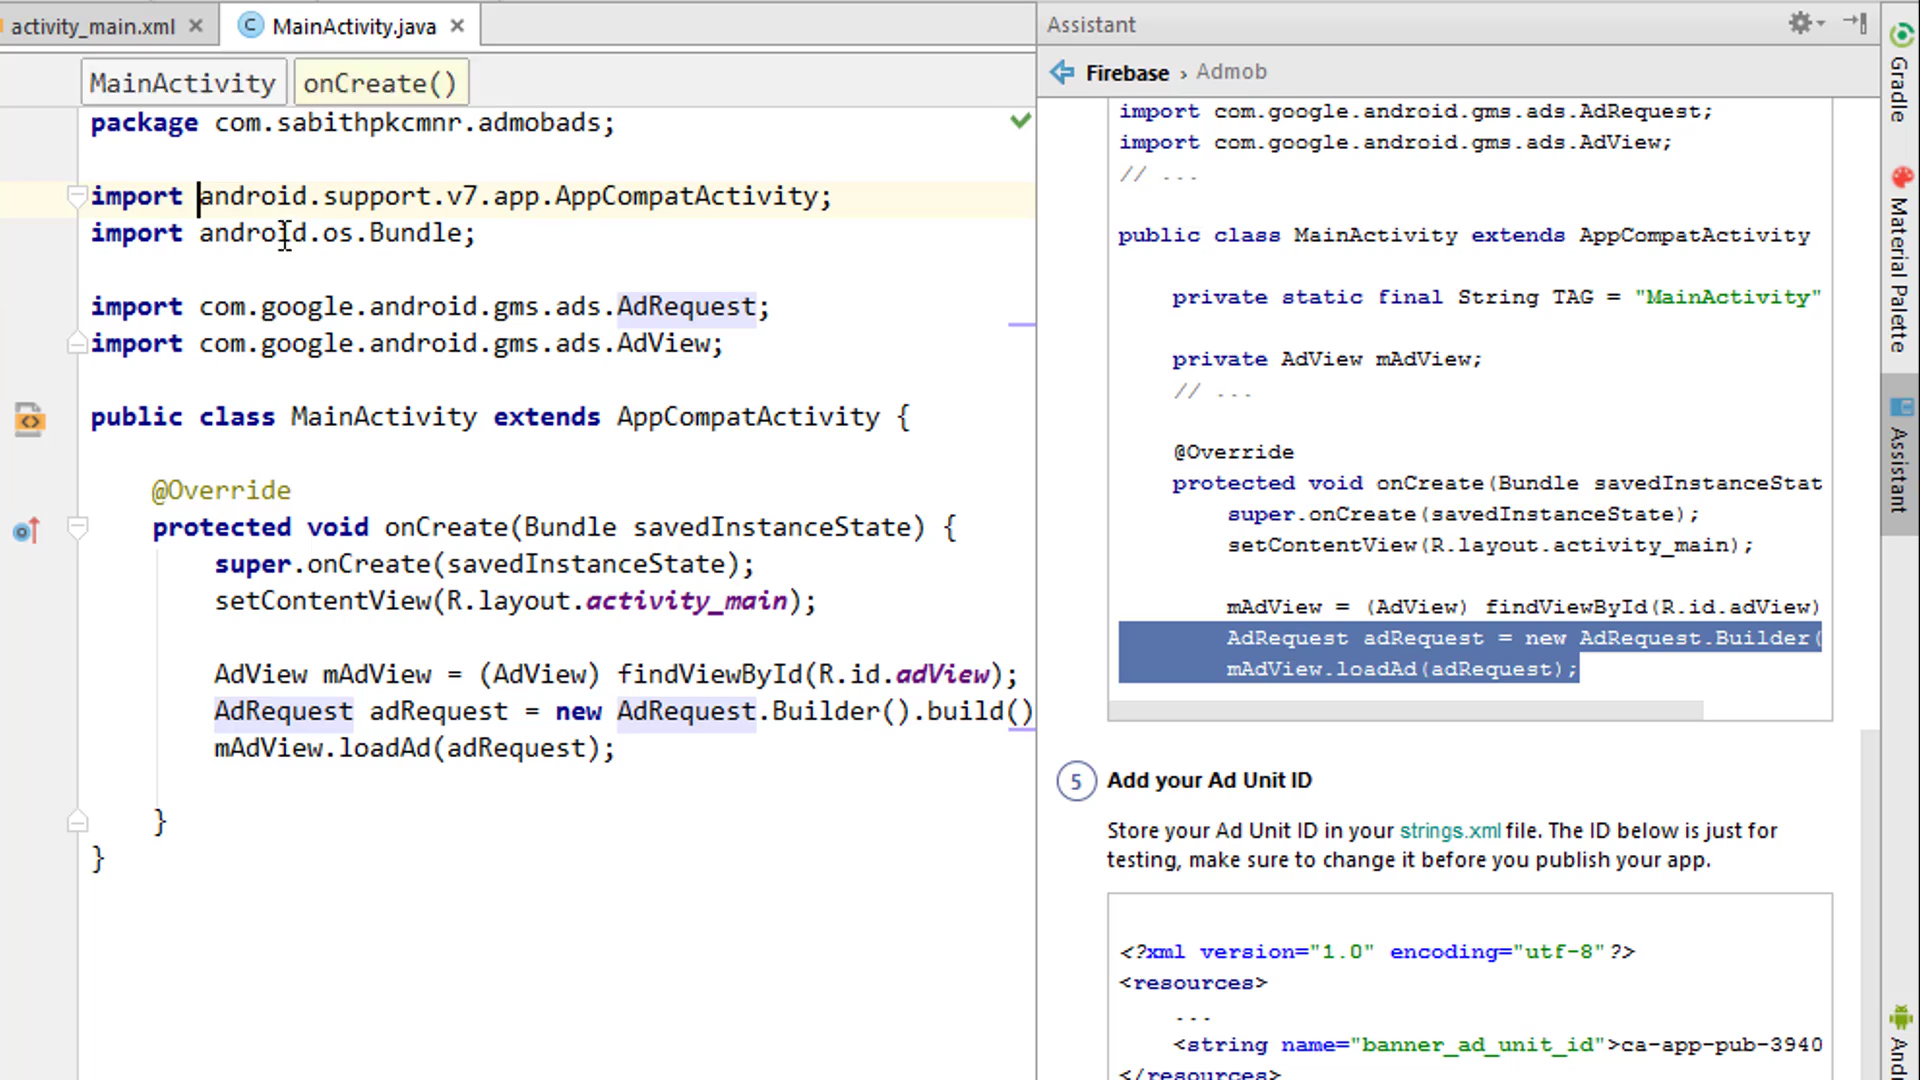 activity_main.xml
MainActivity.java
MainActivity
onCreate()
package com.sabithpkcmnr.admobads;
import android.support.v7.app.AppCompatActivity;
import android.os.Bundle;
import com.google.android.gms.ads.AdRequest;
import com.google.android.gms.ads.AdView;
public class MainActivity extends AppCompatActivity {
@Override
protected void onCreate(Bundle savedInstanceState) {
super.onCreate(savedInstanceState);
setContentView(R.layout.activity_main);
AdView mAdView = (AdView) findViewById(R.id.adView);
AdRequest adRequest = new AdRequest.Builder().build()
mAdView.loadAd(adRequest);
}
}
Assistant
Firebase › Admob
import com.google.android.gms.ads.AdRequest;
import com.google.android.gms.ads.AdView;
// ...
public class MainActivity extends AppCompatActivity
private static final String TAG = "MainActivity"
private AdView mAdView;
// ...
@Override
protected void onCreate(Bundle savedInstanceStat
super.onCreate(savedInstanceState);
setContentView(R.layout.activity_main);
mAdView = (AdView) findViewById(R.id.adView)
AdRequest adRequest = new AdRequest.Builder(
mAdView.loadAd(adRequest);
5 Add your Ad Unit ID
Store your Ad Unit ID in your strings.xml file. The ID below is just for
testing, make sure to change it before you publish your app.
<?xml version="1.0" encoding="utf-8"?>
<resources>
...
<string name="banner_ad_unit_id">ca-app-pub-3940
</resources>
Gradle
Material Palette
Assistant
Andr